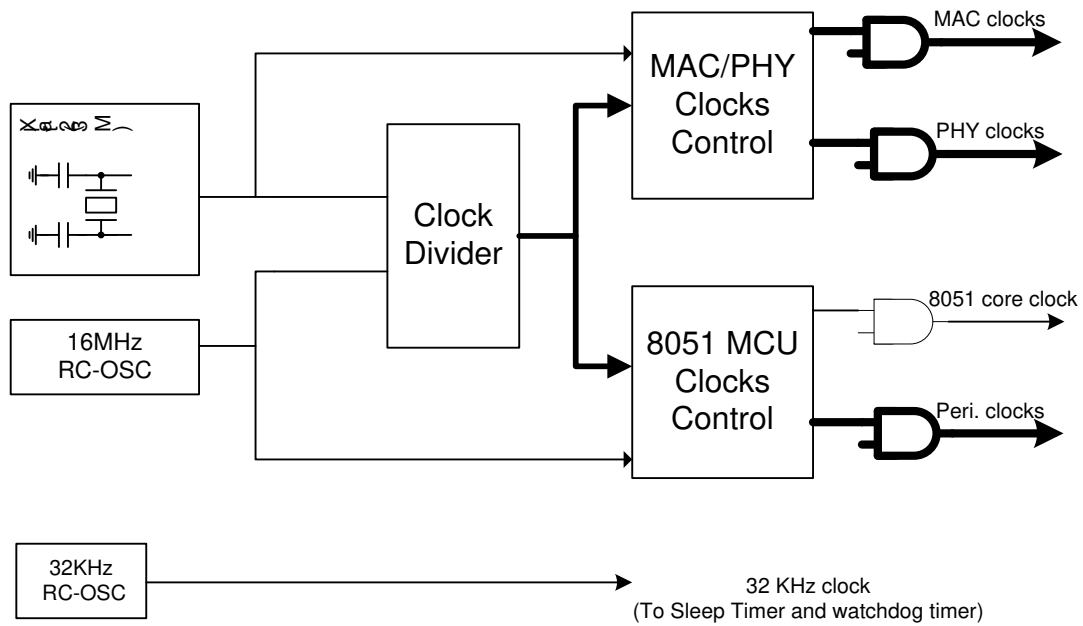 MAC clocks
MAC/PHY
Clocks
Control
PHY clocks
Clock
Divider
8051 core clock
16MHz
RC-OSC
8051 MCU
Clocks
Control
Peri. clocks
32KHz
RC-OSC
32 KHz clock
(To Sleep Timer and watchdog timer)